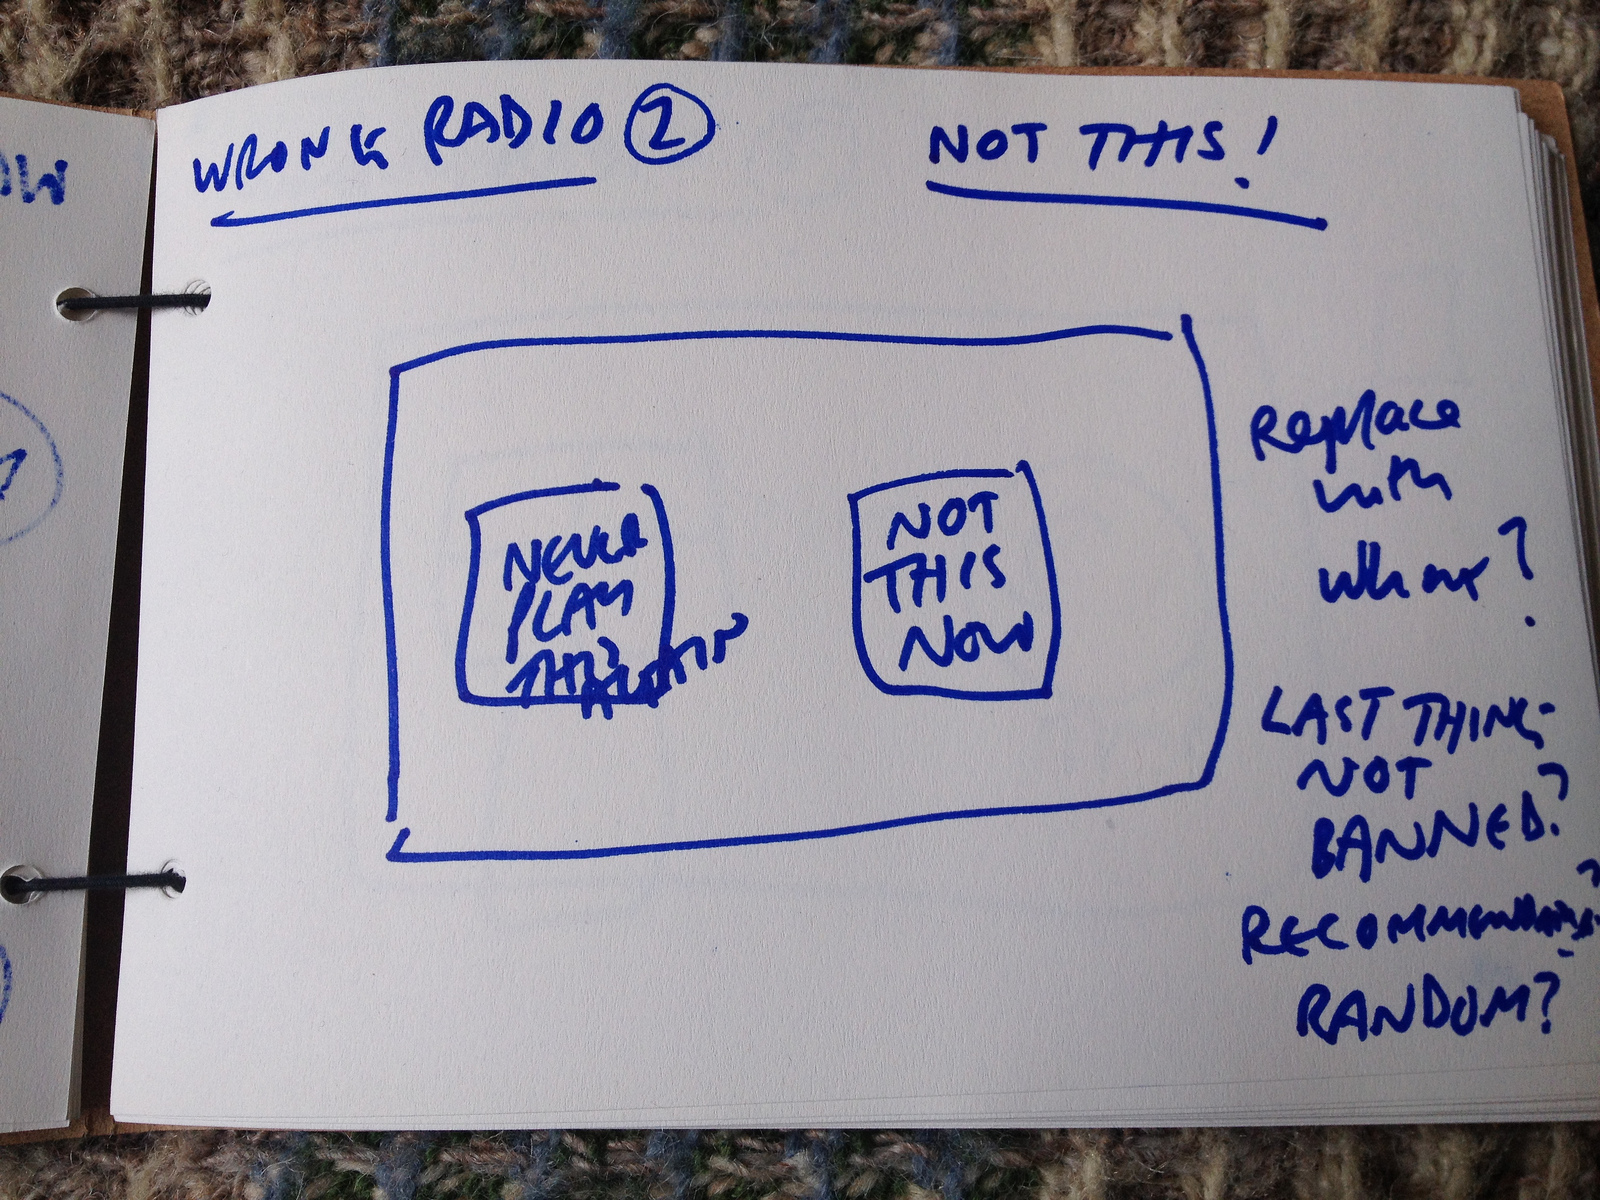 OW
WRONG RADIO 2
NOT THIS!
NEVER
PLAY
THIS AGAIN
NOT
THIS
NOW
Replace
with
what?
LAST THING
NOT
BANNED?
RECOMMENDATIONS?
RANDOM?